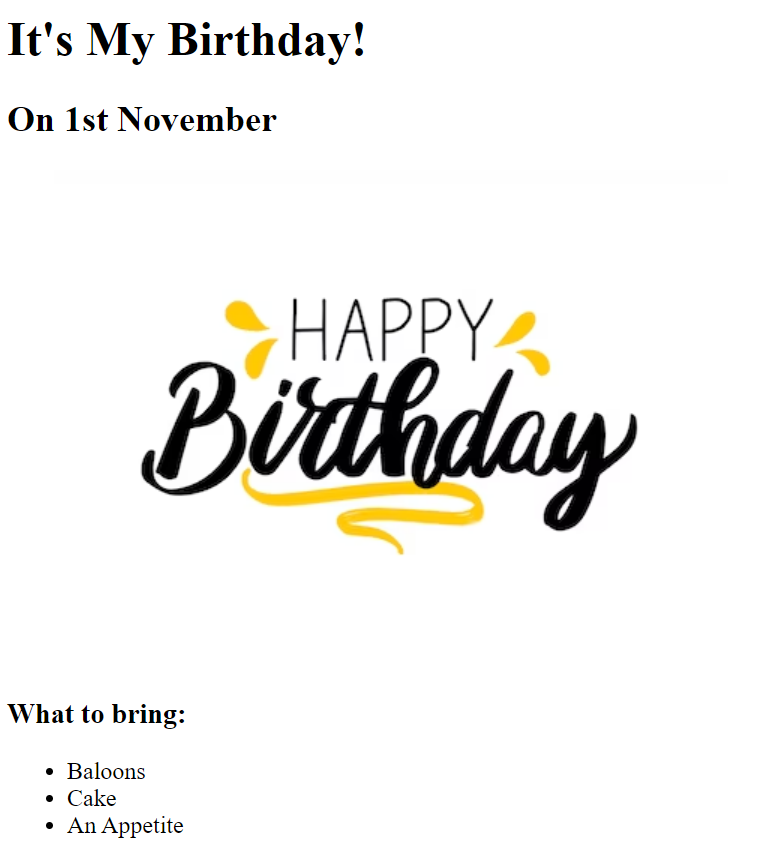 It's My Birthday!
On 1st November
HAPPY
Birthday
What to bring:
Baloons
Cake
An Appetite